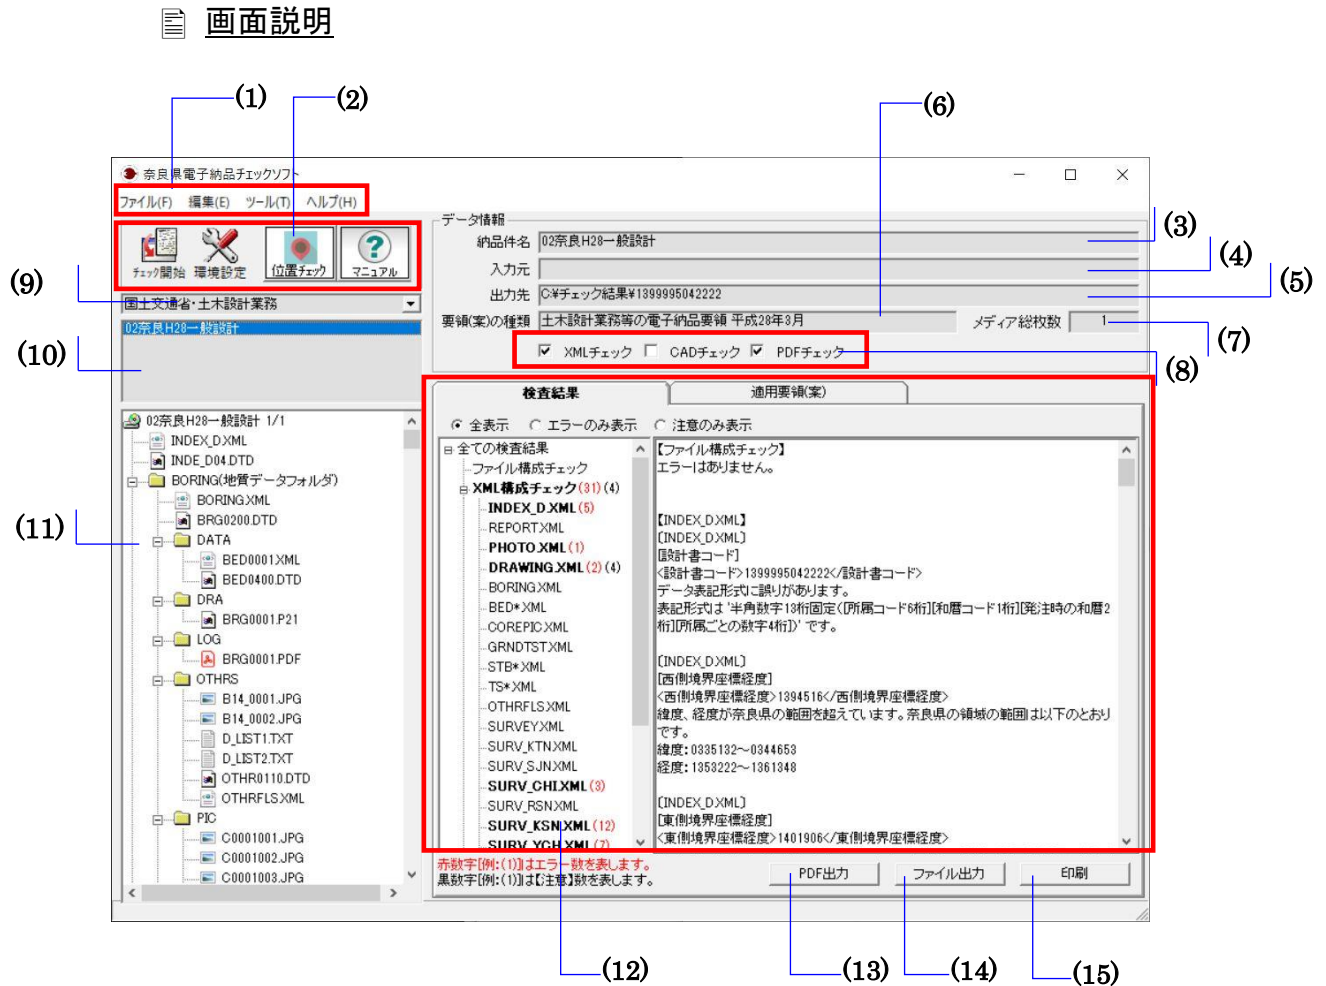 画面説明
(1)
(2)
(6)
奈良県電子納品チェックソフト
ファイル(F) 編集(E) ツール(T) ヘルプ(H)
チェック開始 環境設定 位置チェック マニュアル
(9)
国土交通省・土木設計業務
02奈良H28一般設計
(10)
データ情報
納品件名 02奈良H28一般設計
(3)
入力元
(4)
出力先 C:¥チェック結果¥1399995042222
(5)
要領(案)の種類 土木設計業務等の電子納品要領 平成28年3月 メディア総枚数 1
(7)
XMLチェック CADチェック PDFチェック
(8)
02奈良H28一般設計 1/1
INDEX_D.XML
INDE_D04.DTD
BORING(地質データフォルダ)
BORING.XML
BRG0200.DTD
(11)
DATA
BED0001.XML
BED0400.DTD
DRA
BRG0001.P21
LOG
BRG0001.PDF
OTHRS
B14_0001.JPG
B14_0002.JPG
D_LIST1.TXT
D_LIST2.TXT
OTHR0110.DTD
OTHRFLS.XML
PIC
C0001001.JPG
C0001002.JPG
C0001003.JPG
検査結果 適用要領(案)
全表示 エラーのみ表示 注意のみ表示
全ての検査結果
ファイル構成チェック
XML構成チェック(31)(4)
INDEX_D.XML(5)
REPORT.XML
PHOTO.XML(1)
DRAWING.XML(2)(4)
BORING.XML
BED*.XML
COREPIC.XML
GRNDTST.XML
STB*.XML
TS*.XML
OTHRFLS.XML
SURVEY.XML
SURV_KTN.XML
SURV_SJN.XML
SURV_CHI.XML(3)
SURV_RSN.XML
SURV_KSN.XML(12)
SURV_YCH.XML(7)
【ファイル構成チェック】
エラーはありません。
【INDEX_D.XML】
〔INDEX_D.XML〕
[設計書コード]
<設計書コード>1399995042222</設計書コード>
データ表記形式に誤りがあります。
表記形式は '半角数字13桁固定([所属コード6桁][和暦コード1桁][発注時の和暦2
桁][所属ごとの数字4桁])' です。
〔INDEX_D.XML〕
[西側境界座標経度]
<西側境界座標経度>1394516</西側境界座標経度>
緯度、経度が奈良県の範囲を超えています。奈良県の領域の範囲は以下のとおり
です。
緯度：0335132～0344653
経度：1353222～1361348
〔INDEX_D.XML〕
[東側境界座標経度]
<東側境界座標経度>1401906</東側境界座標経度>
赤数字[例：(1)]はエラー数を表します。
黒数字[例：(1)]は【注意】数を表します。
PDF出力 ファイル出力 印刷
(12)
(13)
(14)
(15)